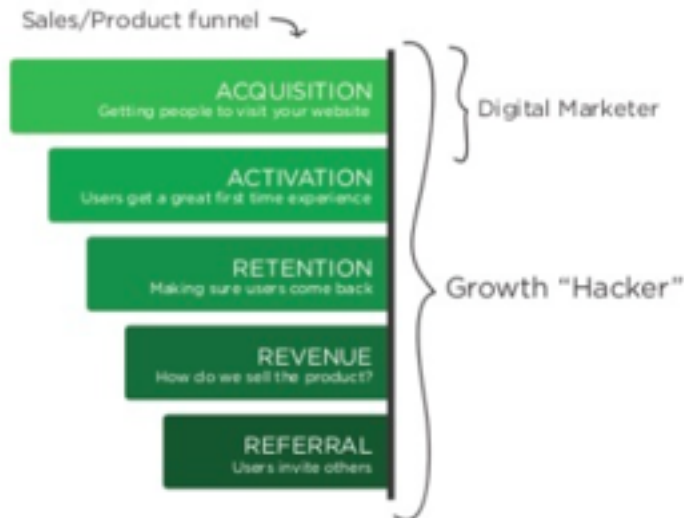 Sales/Product funnel
ACQUISITION
Getting people to visit your website
Digital Marketer
ACTIVATION
Users get a great first time experience
RETENTION
Making sure users come back
Growth “Hacker”
REVENUE
How do we sell the product?
REFERRAL
Users invite others